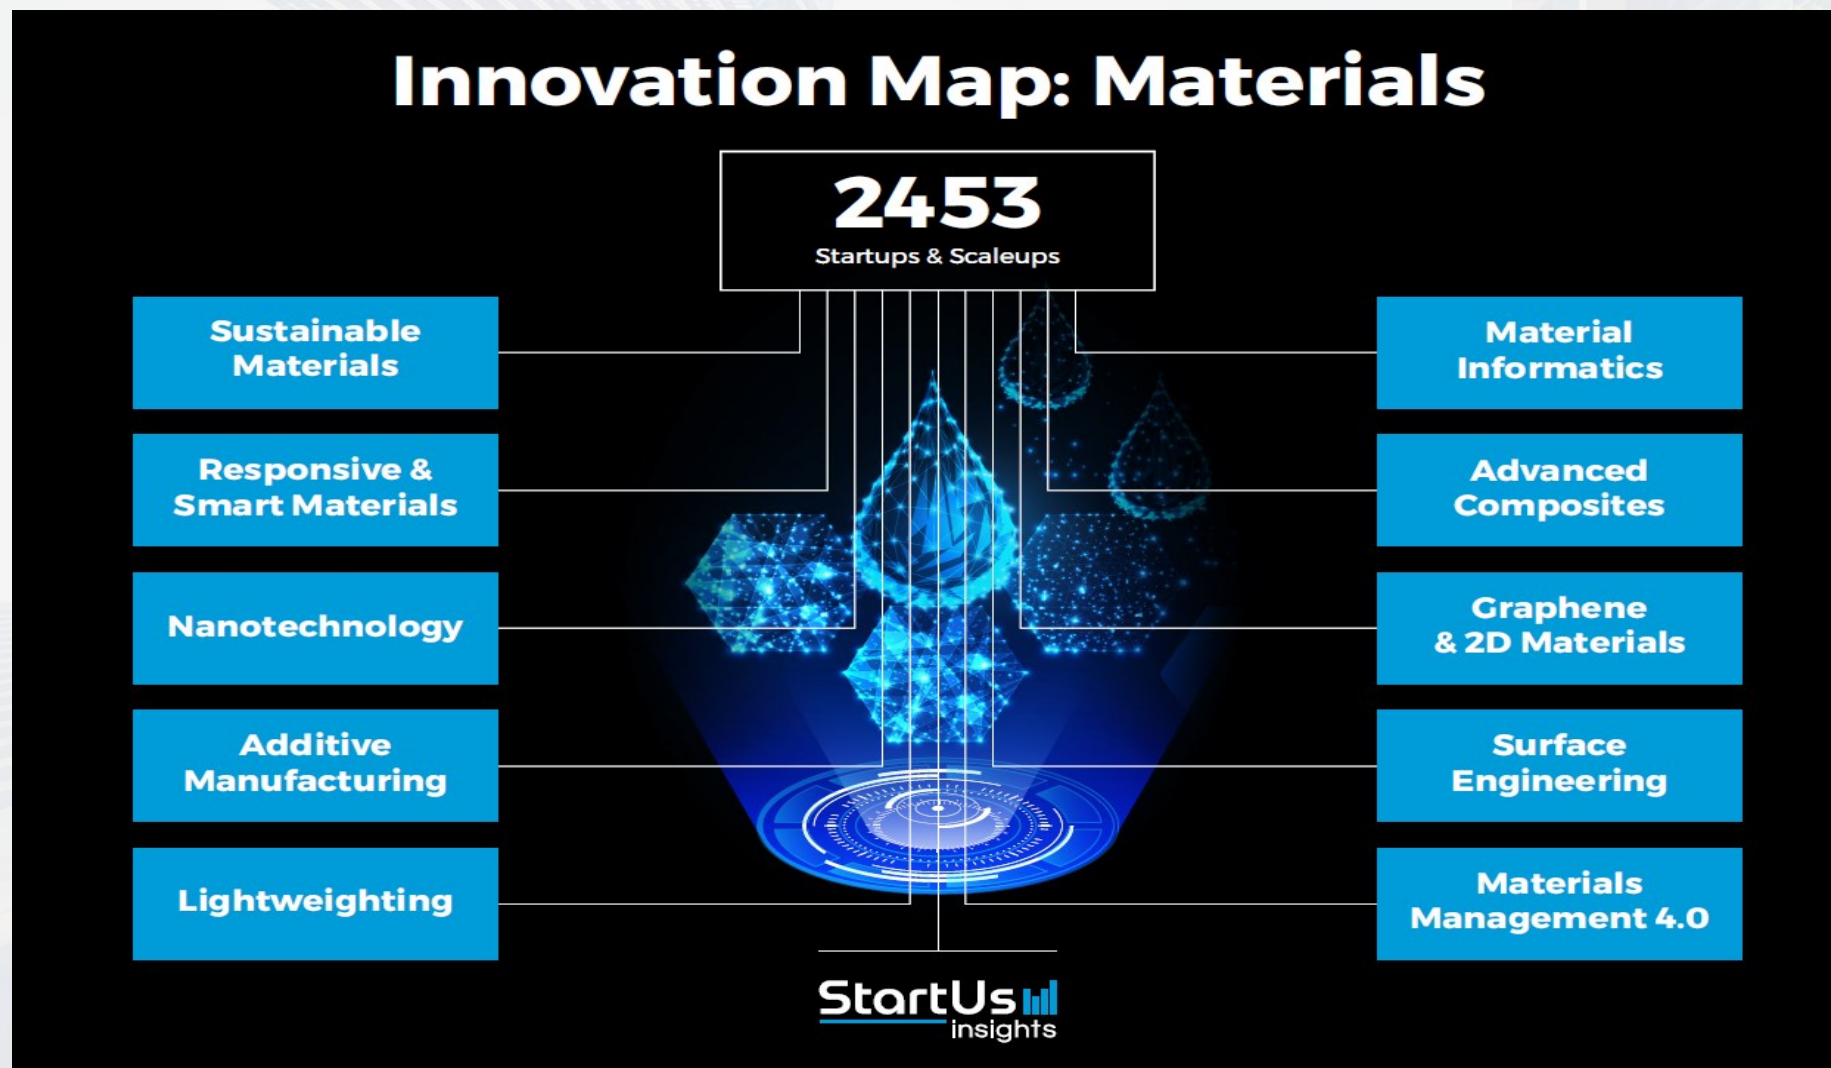 Innovation Map: Materials
2453
Startups & Scaleups
Sustainable
Materials
Responsive &
Smart Materials
Nanotechnology
Additive
Manufacturing
Lightweighting
Material
Informatics
Advanced
Composites
Graphene
& 2D Materials
Surface
Engineering
Materials
Management 4.0
StartUs
insights